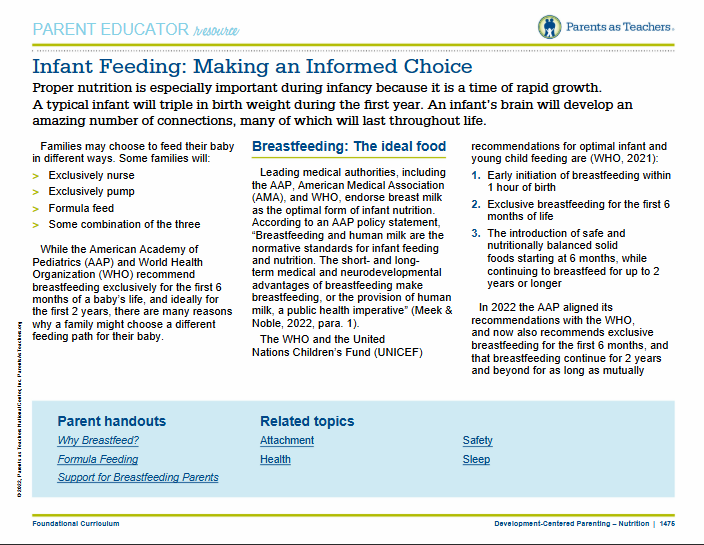 PARENT EDUCATOR resource
Parents as Teachers®
Infant Feeding: Making an Informed Choice
Proper nutrition is especially important during infancy because it is a time of rapid growth.
A typical infant will triple in birth weight during the first year. An infant's brain will develop an
amazing number of connections, many of which will last throughout life.
Families may choose to feed their baby
in different ways. Some families will:
> Exclusively nurse
> Exclusively pump
> Formula feed
> Some combination of the three
While the American Academy of
Pediatrics (AAP) and World Health
Organization (WHO) recommend
breastfeeding exclusively for the first 6
months of a baby's life, and ideally for
the first 2 years, there are many reasons
why a family might choose a different
feeding path for their baby.
Breastfeeding: The ideal food
Leading medical authorities, including
the AAP, American Medical Association
(AMA), and WHO, endorse breast milk
as the optimal form of infant nutrition.
According to an AAP policy statement,
“Breastfeeding and human milk are the
normative standards for infant feeding
and nutrition. The short- and long-
term medical and neurodevelopmental
advantages of breastfeeding make
breastfeeding, or the provision of human
milk, a public health imperative” (Meek &
Noble, 2022, para. 1).
The WHO and the United
Nations Children's Fund (UNICEF)
recommendations for optimal infant and
young child feeding are (WHO, 2021):
1. Early initiation of breastfeeding within
1 hour of birth
2. Exclusive breastfeeding for the first 6
months of life
3. The introduction of safe and
nutritionally balanced solid
foods starting at 6 months, while
continuing to breastfeed for up to 2
years or longer
In 2022 the AAP aligned its
recommendations with the WHO,
and now also recommends exclusive
breastfeeding for the first 6 months, and
that breastfeeding continue for 2 years
and beyond for as long as mutually
© 2022, Parents as Teachers National Center, Inc. ParentsAsTeachers.org
Parent handouts
Why Breastfeed?
Formula Feeding
Support for Breastfeeding Parents
Related topics
Attachment
Health
Safety
Sleep
Foundational Curriculum
Development-Centered Parenting – Nutrition | 1475